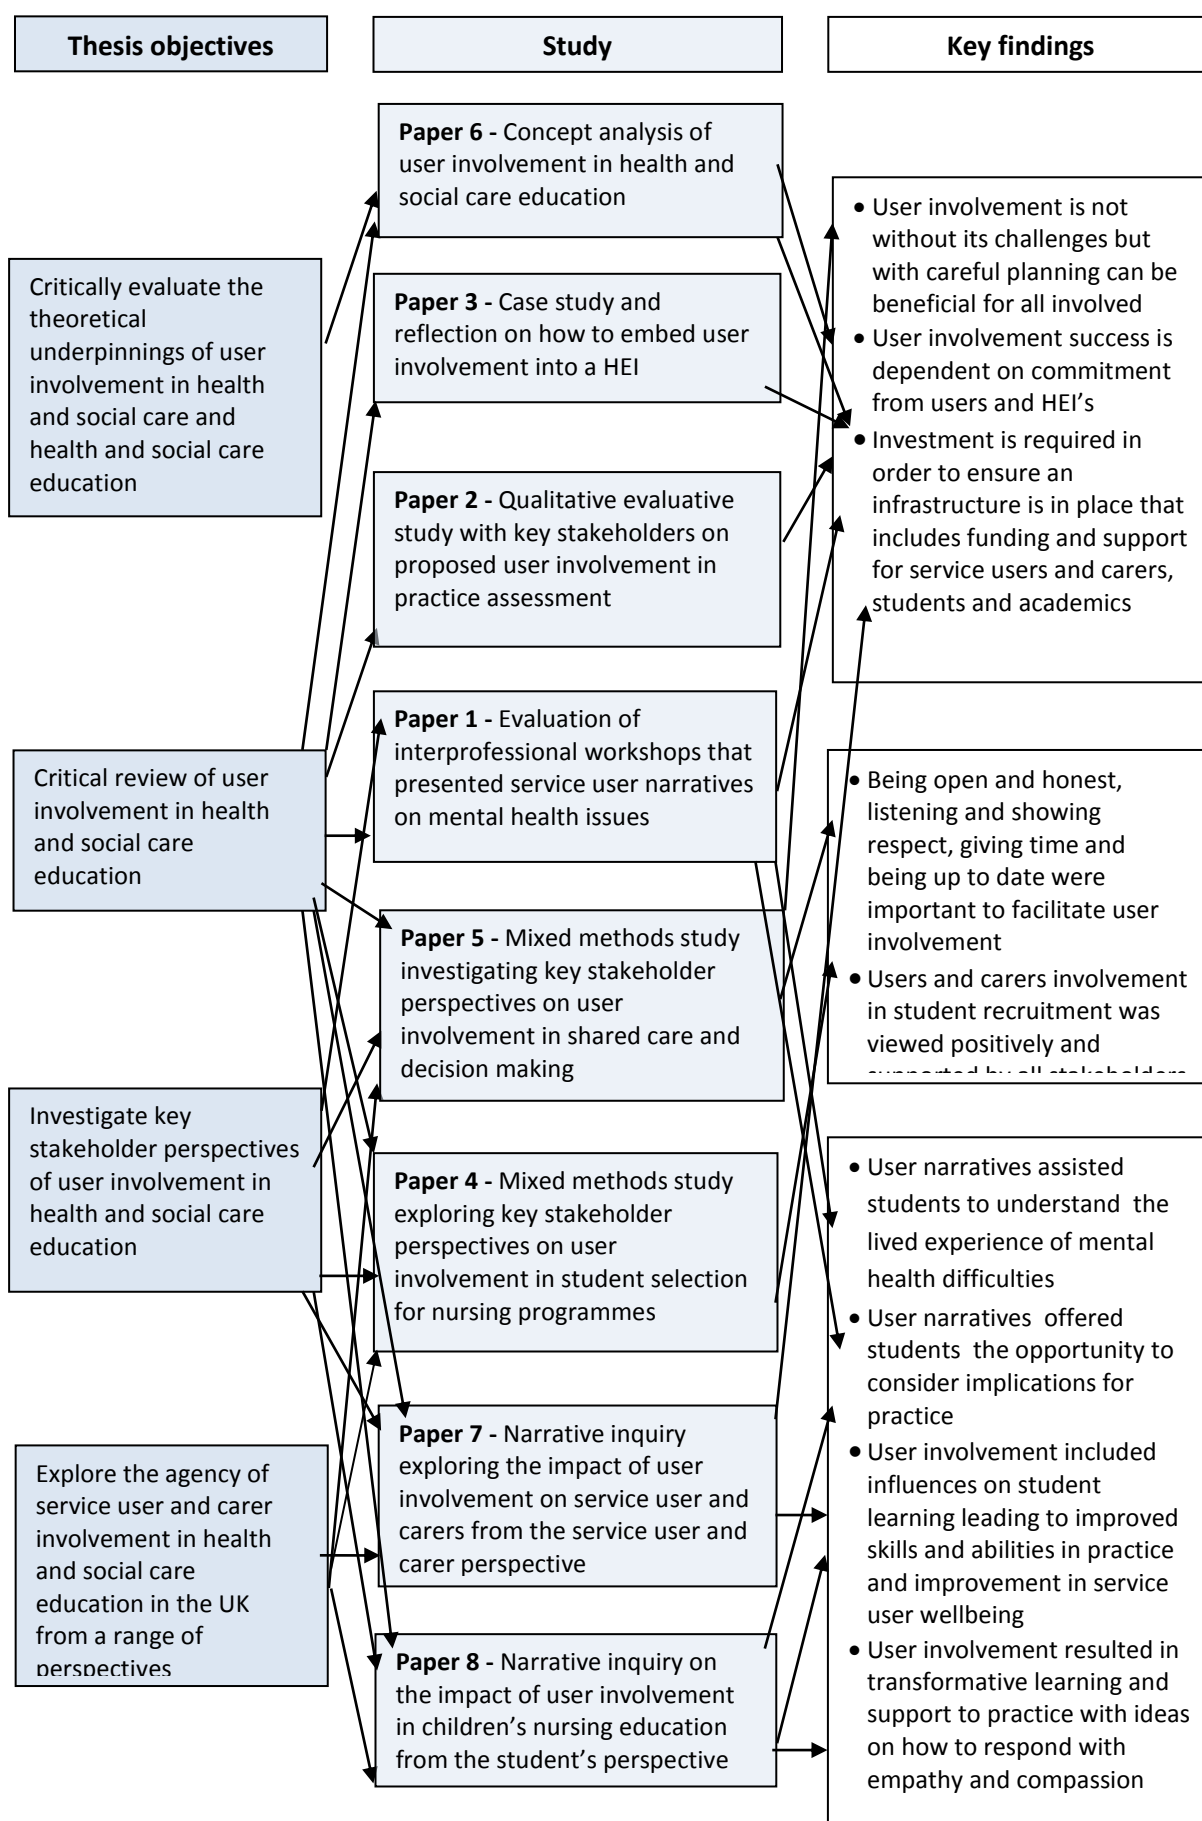 Thesis objectives
Study
Key findings
Critically evaluate the
theoretical
underpinnings of user
involvement in health
and social care and
health and social care
education
Critical review of user
involvement in health
and social care
education
Investigate key
stakeholder perspectives
of user involvement in
health and social care
education
Explore the agency of
service user and carer
involvement in health
and social care
education in the UK
from a range of
perspectives
Paper 6 - Concept analysis of
user involvement in health and
social care education
Paper 3 - Case study and
reflection on how to embed user
involvement into a HEI
Paper 2 - Qualitative evaluative
study with key stakeholders on
proposed user involvement in
practice assessment
Paper 1 - Evaluation of
interprofessional workshops that
presented service user narratives
on mental health issues
Paper 5 - Mixed methods study
investigating key stakeholder
perspectives on user
involvement in shared care and
decision making
Paper 4 - Mixed methods study
exploring key stakeholder
perspectives on user
involvement in student selection
for nursing programmes
Paper 7 - Narrative inquiry
exploring the impact of user
involvement on service user and
carers from the service user and
carer perspective
Paper 8 - Narrative inquiry on
the impact of user involvement
in children’s nursing education
from the student’s perspective
• User involvement is not
without its challenges but
with careful planning can be
beneficial for all involved
• User involvement success is
dependent on commitment
from users and HEI’s
• Investment is required in
order to ensure an
infrastructure is in place that
includes funding and support
for service users and carers,
students and academics
• Being open and honest,
listening and showing
respect, giving time and
being up to date were
important to facilitate user
involvement
• Users and carers involvement
in student recruitment was
viewed positively and
supported by all stakeholders
• User narratives assisted
students to understand the
lived experience of mental
health difficulties
• User narratives offered
students the opportunity to
consider implications for
practice
• User involvement included
influences on student
learning leading to improved
skills and abilities in practice
and improvement in service
user wellbeing
• User involvement resulted in
transformative learning and
support to practice with ideas
on how to respond with
empathy and compassion